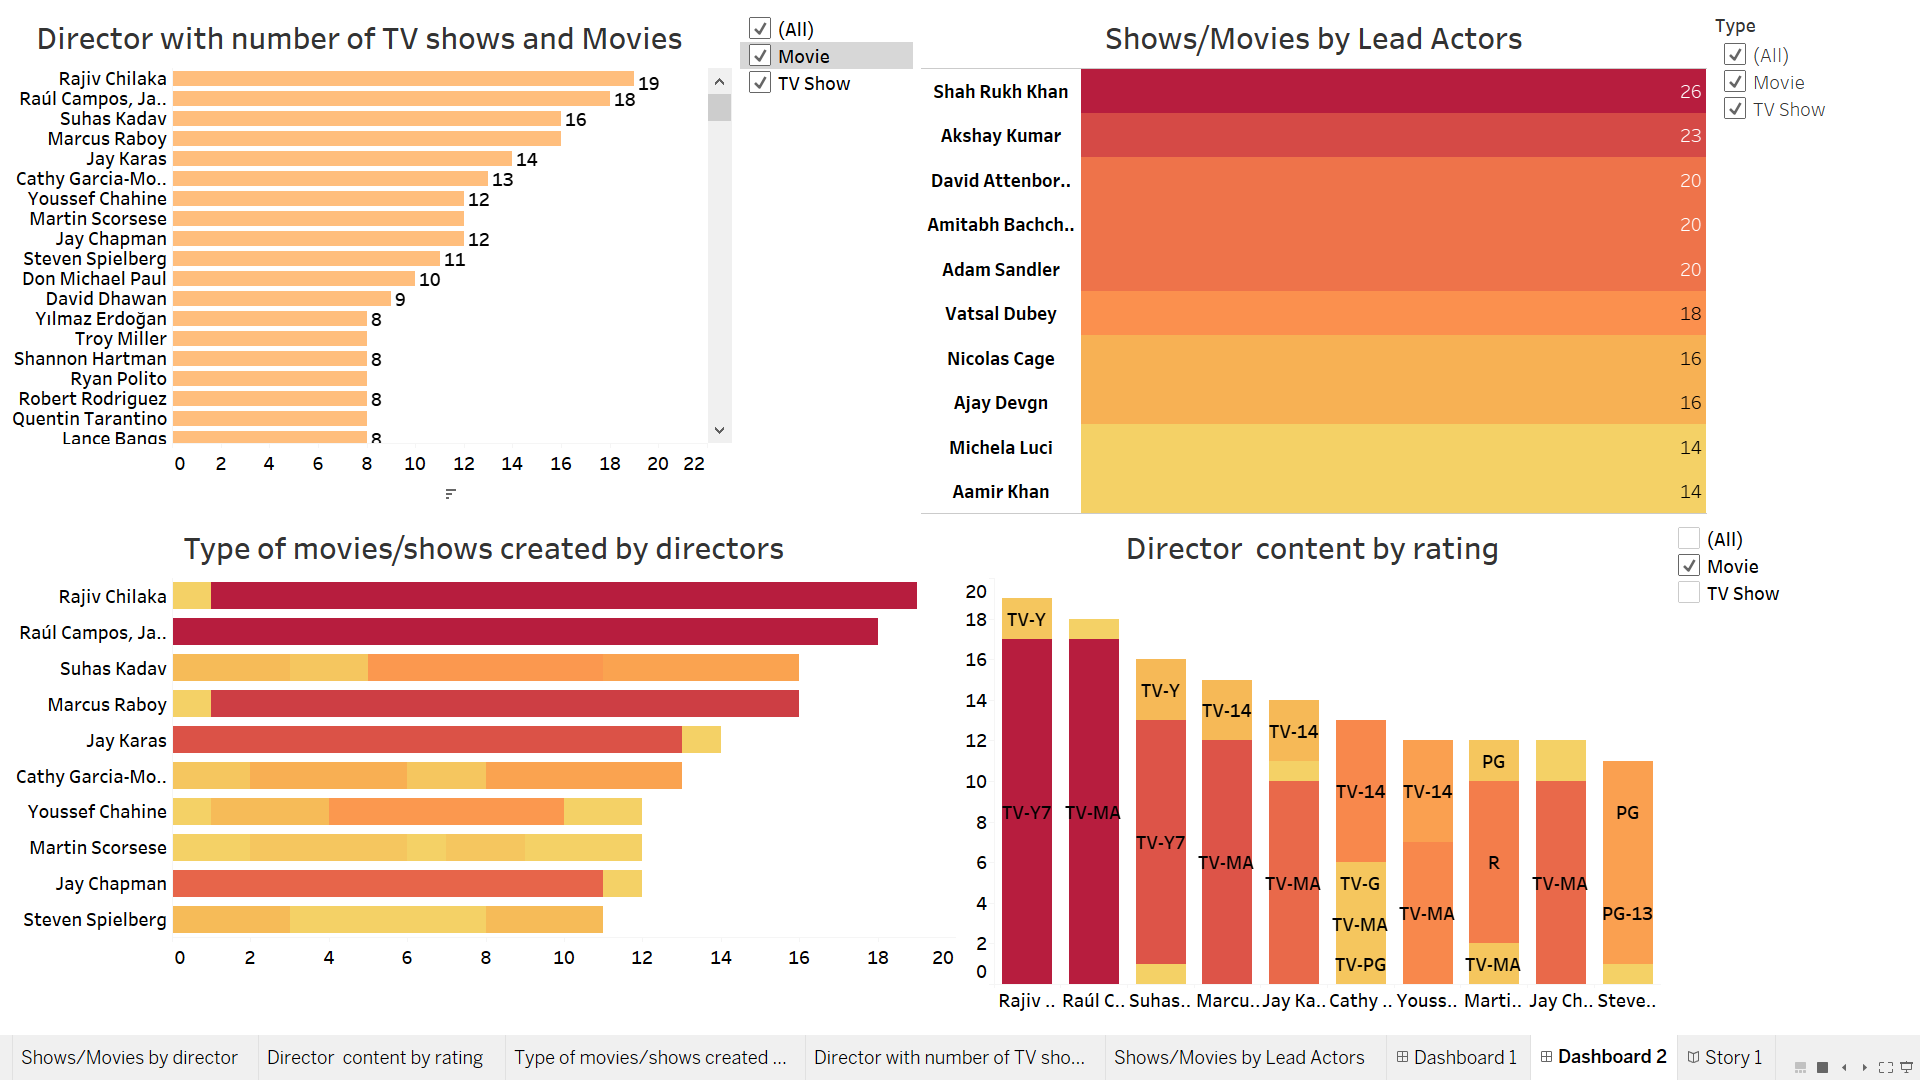 Director with number of TV shows and Movies
(All)
Movie
TV Show
Rajiv Chilaka 19
Raúl Campos, Ja.. 18
Suhas Kadav 16
Marcus Raboy
Jay Karas 14
Cathy Garcia-Mo.. 13
Youssef Chahine 12
Martin Scorsese
Jay Chapman 12
Steven Spielberg 11
Don Michael Paul 10
David Dhawan 9
Yılmaz Erdoğan 8
Troy Miller
Shannon Hartman 8
Ryan Polito
Robert Rodriguez 8
Quentin Tarantino
Lance Bangs 8
0 2 4 6 8 10 12 14 16 18 20 22
Shows/Movies by Lead Actors
Type
(All)
Movie
TV Show
Shah Rukh Khan 26
Akshay Kumar 23
David Attenbor.. 20
Amitabh Bachch.. 20
Adam Sandler 20
Vatsal Dubey 18
Nicolas Cage 16
Ajay Devgn 16
Michela Luci 14
Aamir Khan 14
Type of movies/shows created by directors
Rajiv Chilaka
Raúl Campos, Ja..
Suhas Kadav
Marcus Raboy
Jay Karas
Cathy Garcia-Mo..
Youssef Chahine
Martin Scorsese
Jay Chapman
Steven Spielberg
0 2 4 6 8 10 12 14 16 18 20
Director  content by rating
(All)
Movie
TV Show
20
18
16
14
12
10
8
6
4
2
0
TV-Y
TV-Y7
TV-MA
TV-Y
TV-Y7
TV-14
TV-MA
TV-14
TV-MA
TV-14
TV-G
TV-MA
TV-PG
TV-14
TV-MA
PG
R
TV-MA
TV-MA
PG
PG-13
Rajiv .. Raúl C.. Suhas.. Marcu.. Jay Ka.. Cathy .. Youss.. Marti.. Jay Ch.. Steve..
Shows/Movies by director Director  content by rating Type of movies/shows created ... Director with number of TV sho... Shows/Movies by Lead Actors Dashboard 1 Dashboard 2 Story 1